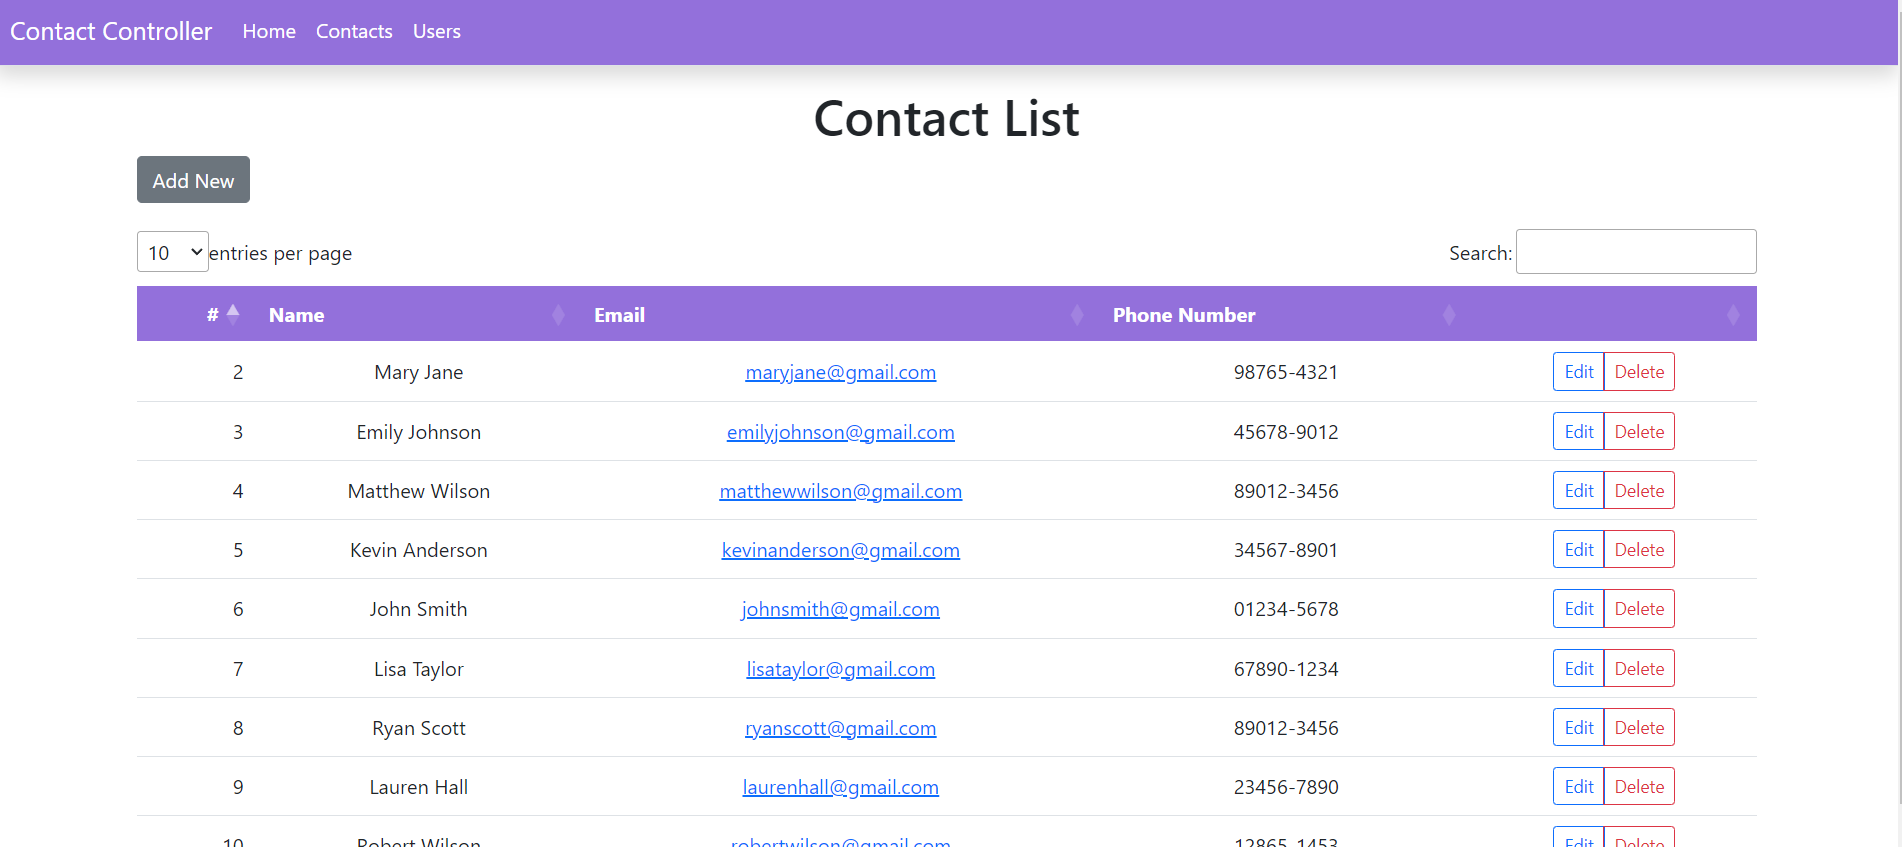 Contact Controller Home Contacts Users
Contact List
Add New
10 entries per page Search:
# Name Email Phone Number
2 Mary Jane maryjane@gmail.com 98765-4321 Edit Delete
3 Emily Johnson emilyjohnson@gmail.com 45678-9012 Edit Delete
4 Matthew Wilson matthewwilson@gmail.com 89012-3456 Edit Delete
5 Kevin Anderson kevinanderson@gmail.com 34567-8901 Edit Delete
6 John Smith johnsmith@gmail.com 01234-5678 Edit Delete
7 Lisa Taylor lisataylor@gmail.com 67890-1234 Edit Delete
8 Ryan Scott ryanscott@gmail.com 89012-3456 Edit Delete
9 Lauren Hall laurenhall@gmail.com 23456-7890 Edit Delete
10 Robert Wilson robertwilson@gmail.com 12865-1453 Edit Delete